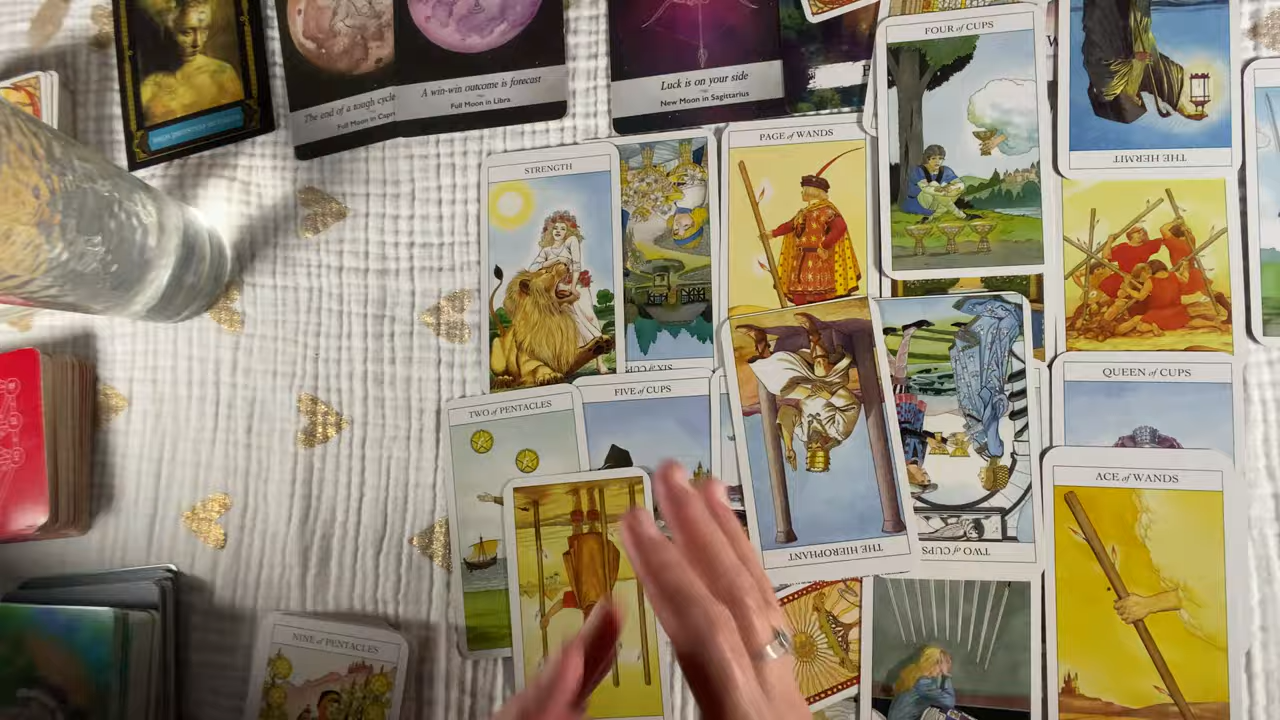 The end of a tough cycle
Full Moon in Capri
A win-win outcome is forecast
Full Moon in Libra
Luck is on your side
New Moon in Sagittarius
FOUR of CUPS
THE HERMIT
PAGE of WANDS
STRENGTH
SIX of CUPS
TWO of PENTACLES
FIVE of CUPS
QUEEN of CUPS
ACE of WANDS
THE HIEROPHANT
TWO of CUPS
NINE of PENTACLES